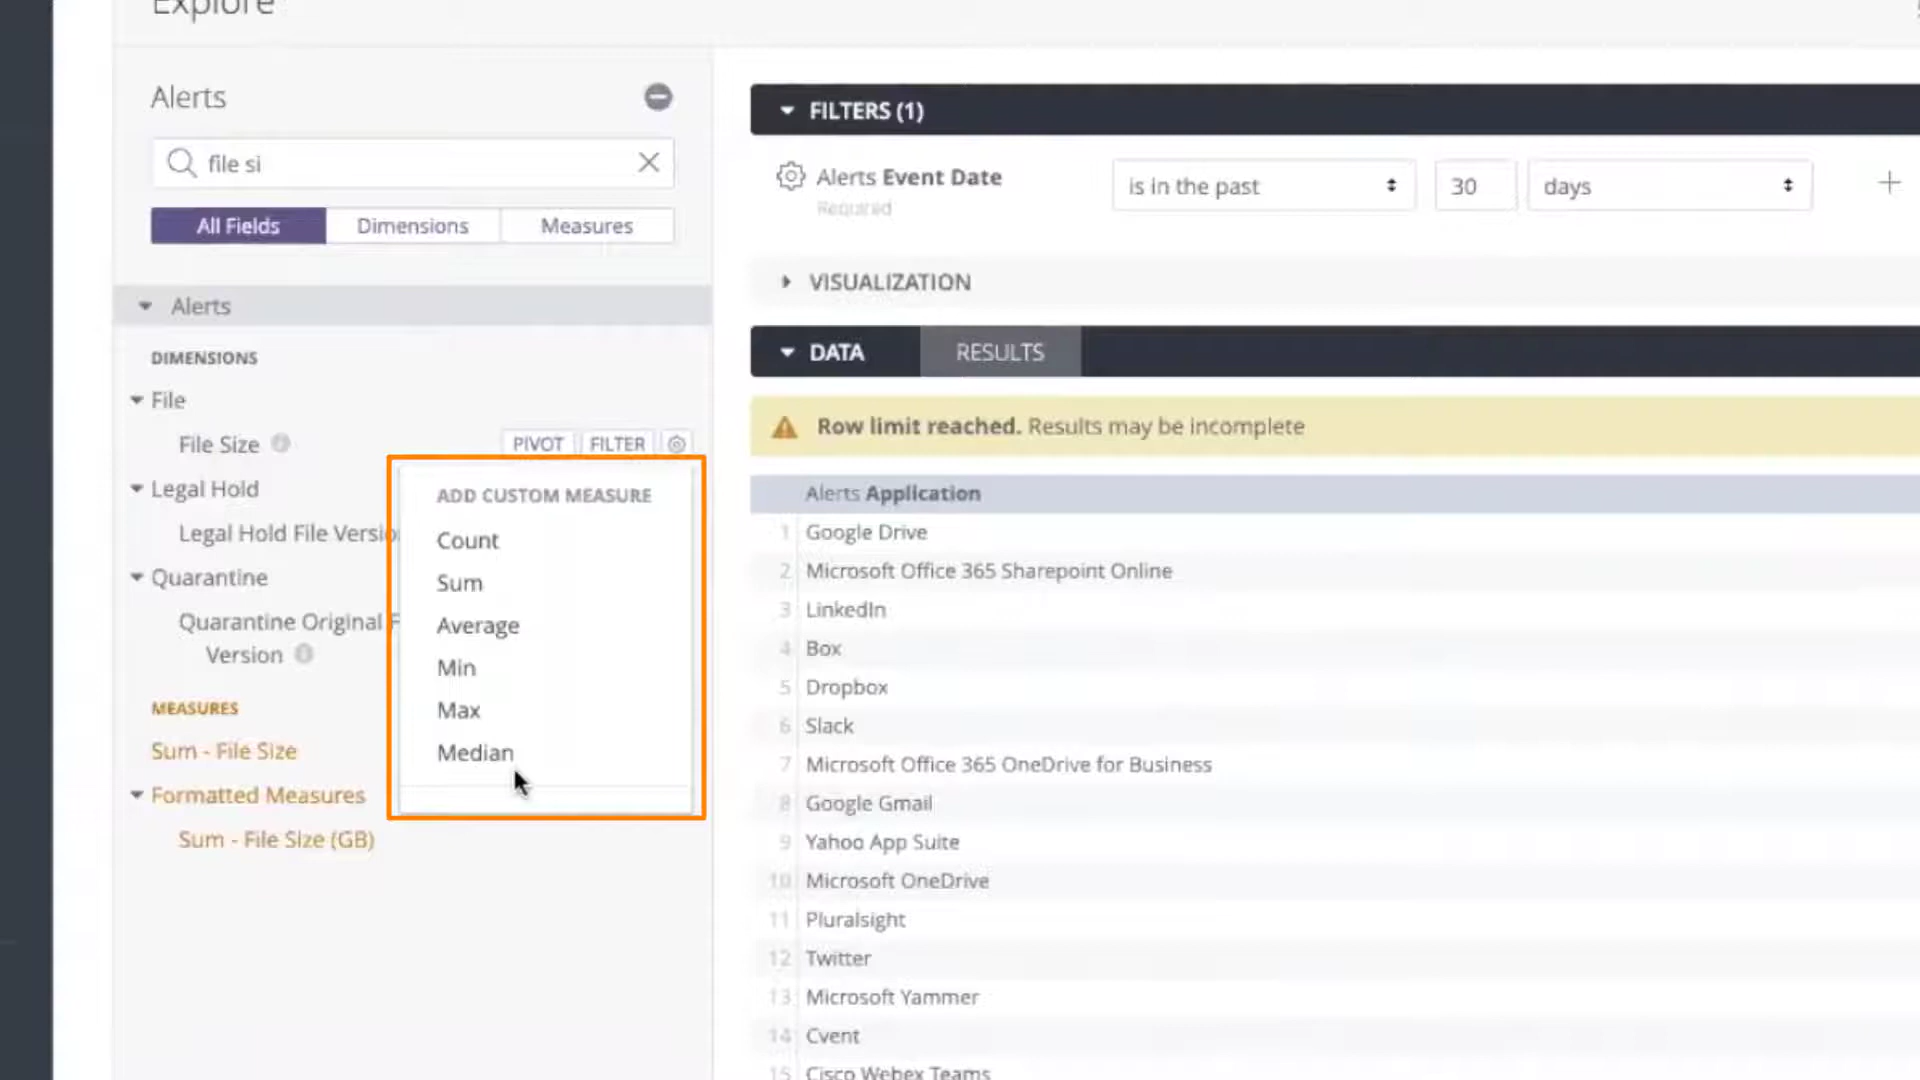 Explore
Alerts
file si
All Fields
Dimensions
Measures
Alerts
DIMENSIONS
File
File Size
PIVOT
FILTER
Legal Hold
Legal Hold File Versio
Quarantine
Quarantine Original F
Version
MEASURES
Sum - File Size
Formatted Measures
Sum - File Size (GB)
ADD CUSTOM MEASURE
Count
Sum
Average
Min
Max
Median
FILTERS (1)
Alerts Event Date
Required
is in the past
30
days
VISUALIZATION
DATA
RESULTS
Row limit reached. Results may be incomplete
Alerts Application
1 Google Drive
2 Microsoft Office 365 Sharepoint Online
3 LinkedIn
4 Box
5 Dropbox
6 Slack
7 Microsoft Office 365 OneDrive for Business
8 Google Gmail
9 Yahoo App Suite
10 Microsoft OneDrive
11 Pluralsight
12 Twitter
13 Microsoft Yammer
14 Cvent
15 Cisco Webex Teams